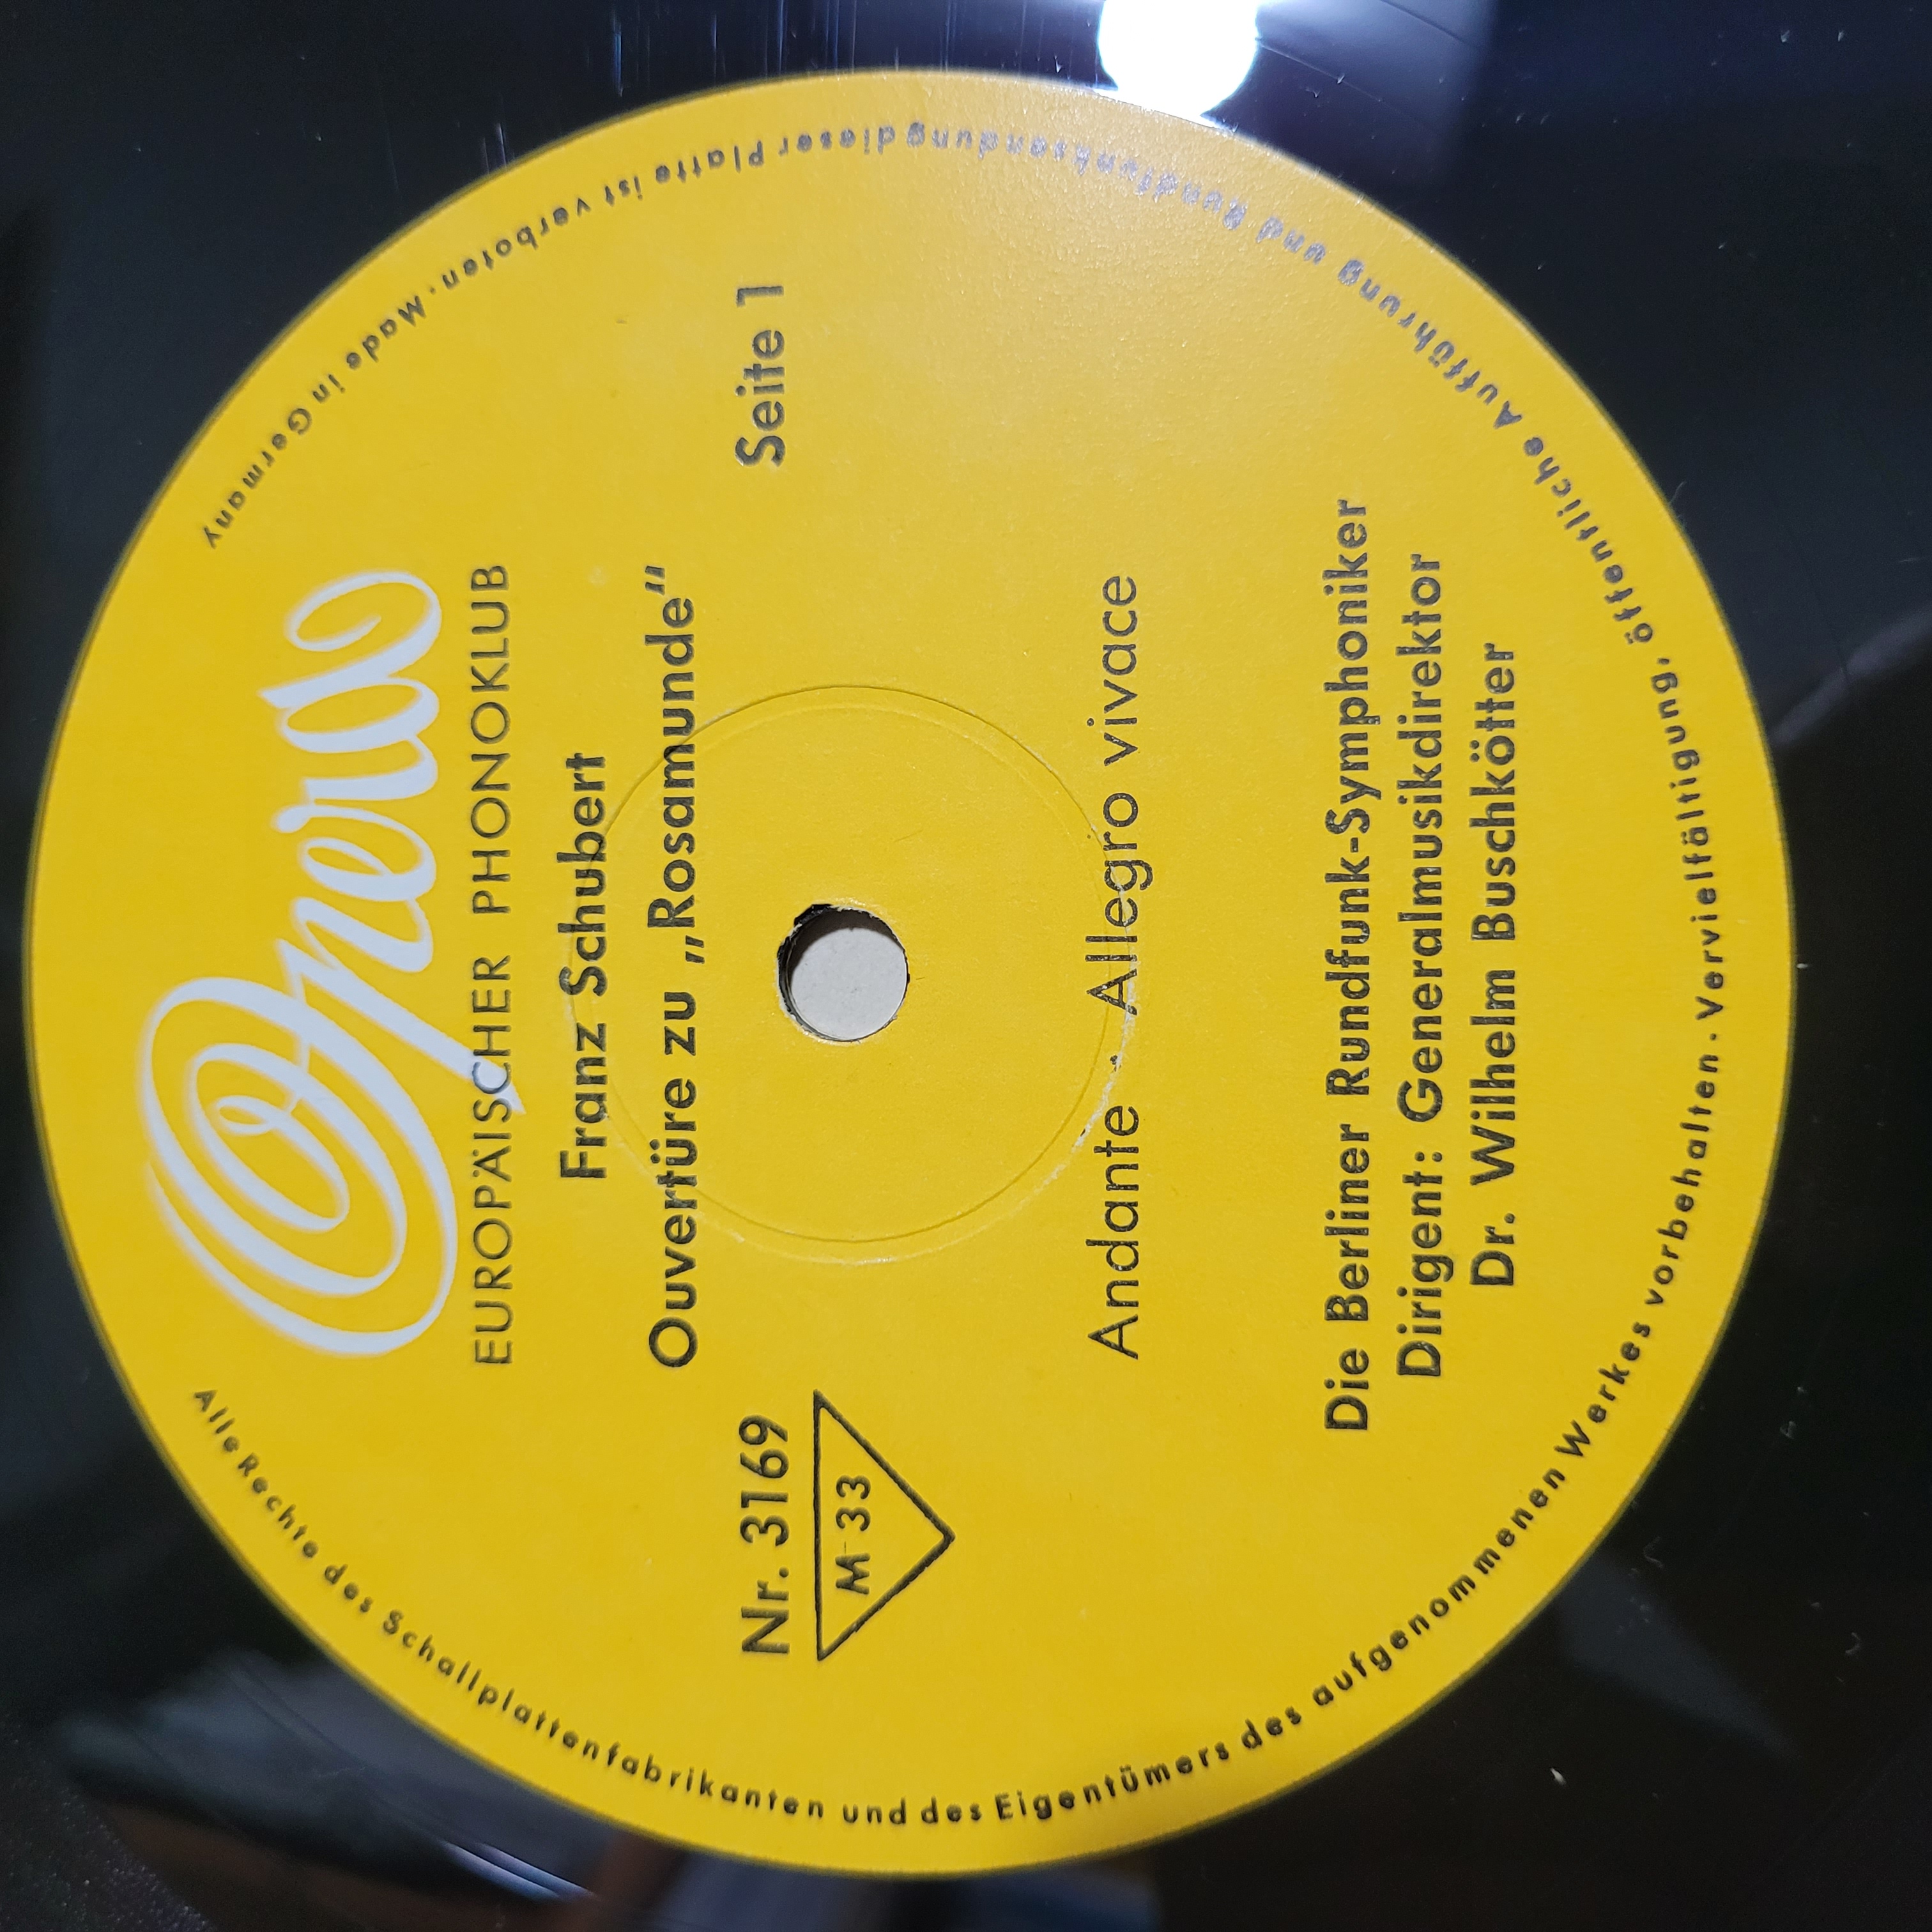 Opera
EUROPÄISCHER PHONOKLUB
Franz Schubert
Ouvertüre zu „Rosamunde“
Nr. 3169
Seite 1
M 33
Andante . Allegro vivace
Die Berliner Rundfunk-Symphoniker
Dirigent: Generalmusikdirektor
Dr. Wilhelm Buschkötter
Alle Rechte des Schallplattenfabrikanten und des Eigentümers des aufgenommenen Werkes vorbehalten. Vervielfältigung, öffentliche Aufführung und Rundfunksendung dieser Platte ist verboten. Made in Germany